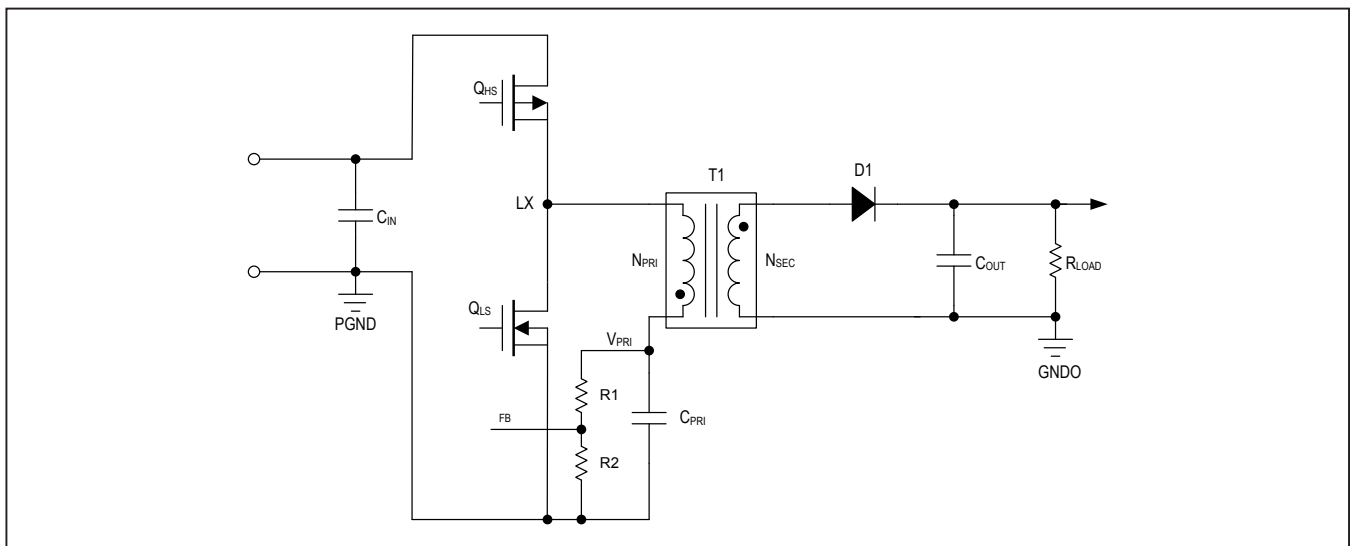 QHS
T1
D1
LX
CIN
NPRI
NSEC
COUT
RLOAD
PGND
QLS
VPRI
GNDO
R1
CPRI
FB
R2